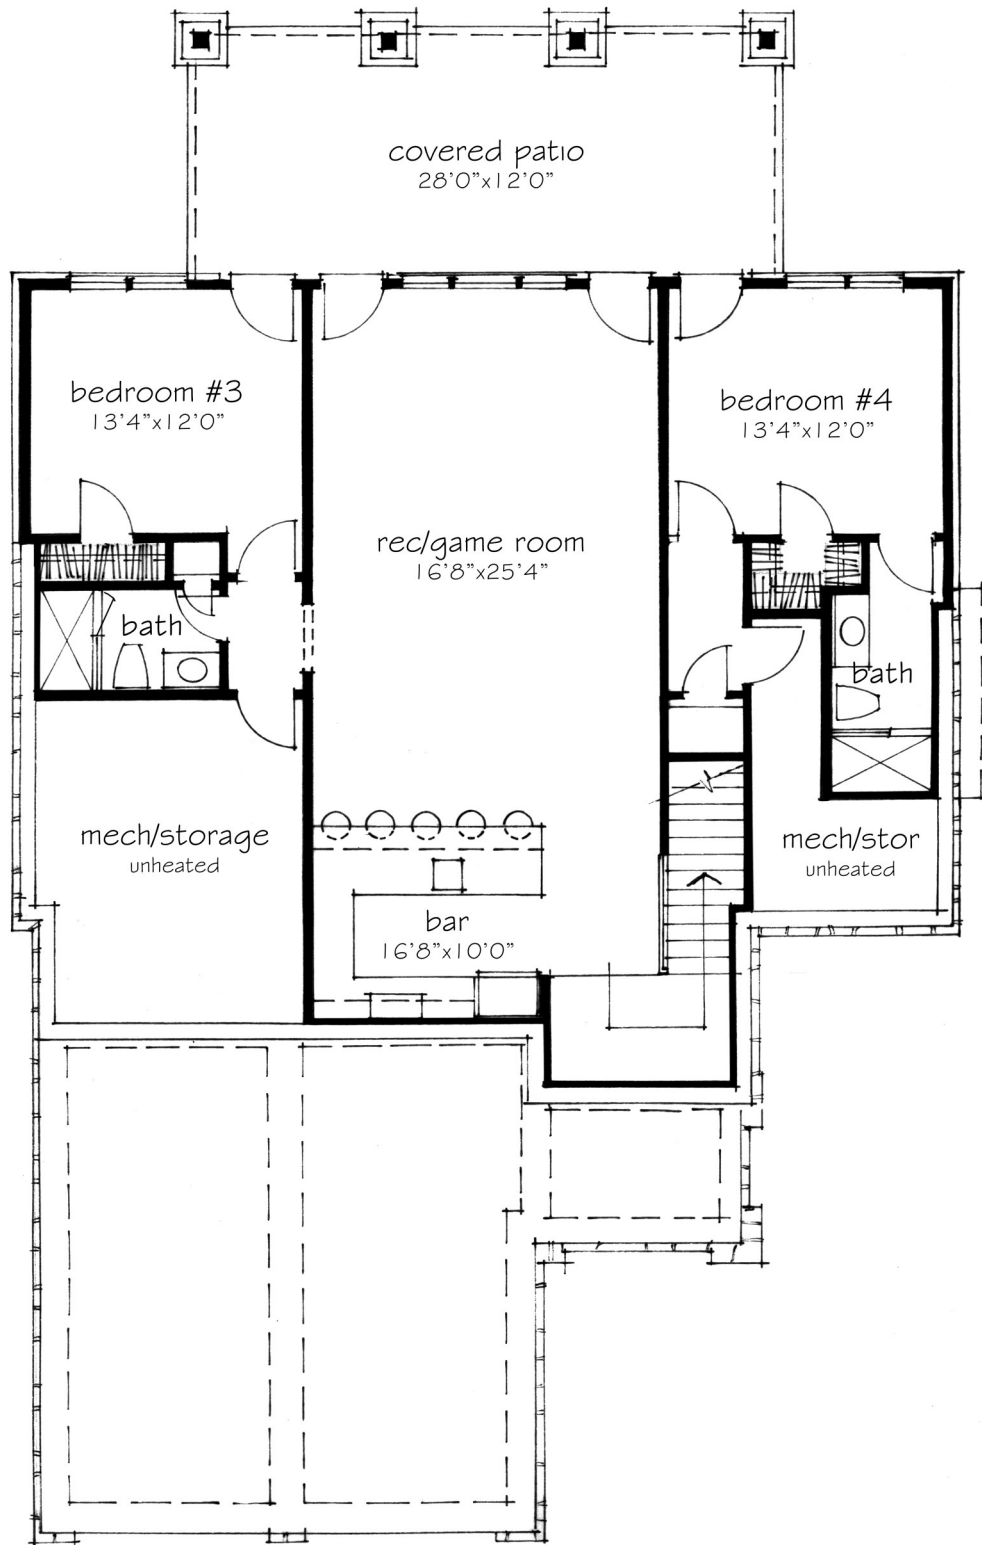 covered patio
28'0"x12'0"
bedroom #3
13'4"x12'0"
bedroom #4
13'4"x12'0"
rec/game room
16'8"x25'4"
bath
bath
mech/storage
unheated
mech/stor
unheated
bar
16'8"x10'0"